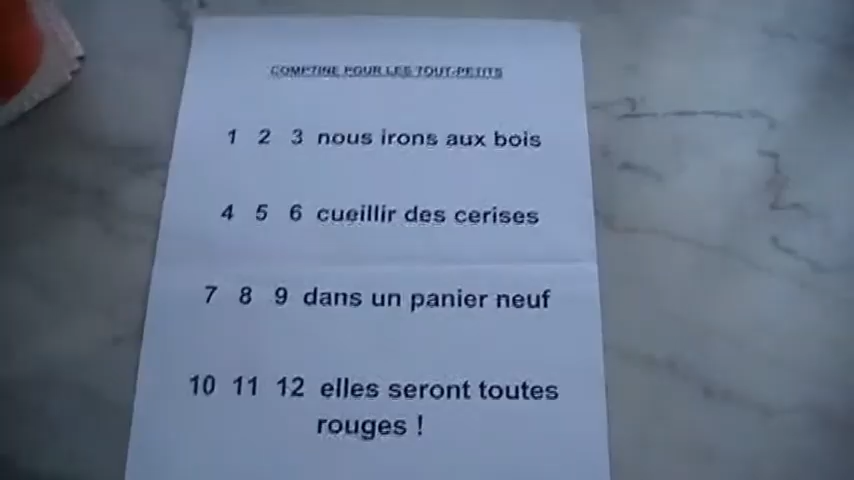 COMPTINE POUR LES TOUT-PETITS
1 2 3 nous irons aux bois
4 5 6 cueillir des cerises
7 8 9 dans un panier neuf
10 11 12 elles seront toutes
rouges !